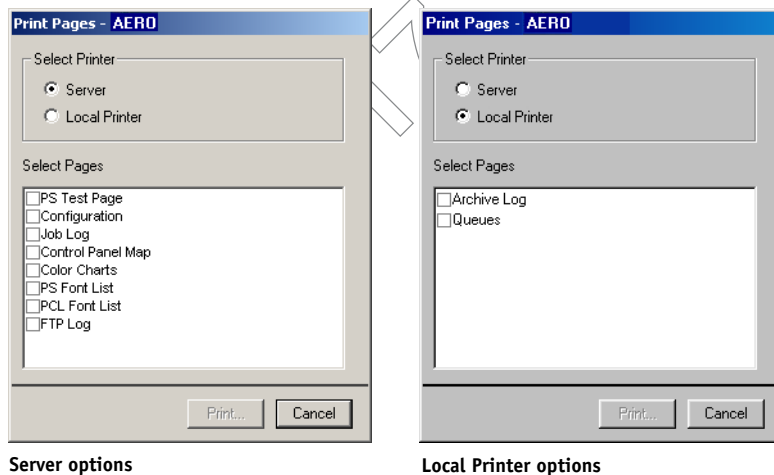 Print Pages - AERO
Select Printer
Server
Local Printer
Select Pages
PS Test Page
Configuration
Job Log
Control Panel Map
Color Charts
PS Font List
PCL Font List
FTP Log
Print...
Cancel
Server options
Print Pages - AERO
Select Printer
Server
Local Printer
Select Pages
Archive Log
Queues
Print...
Cancel
Local Printer options